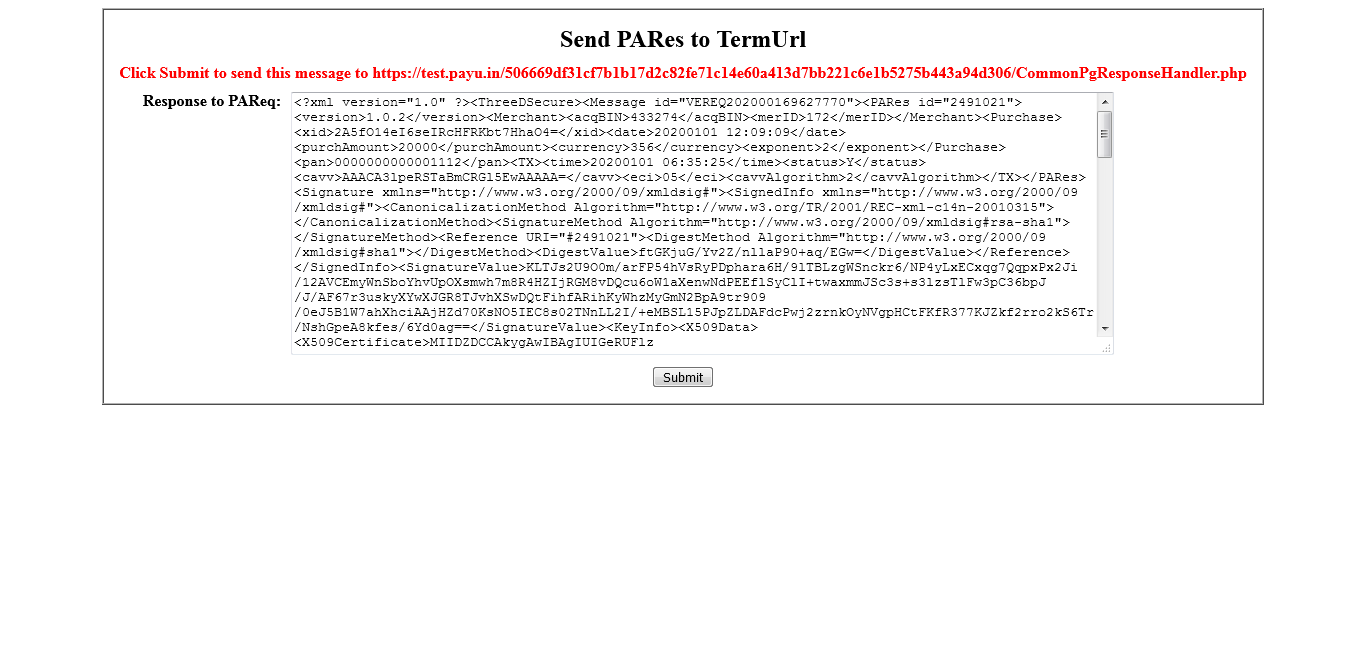 Send PARes to TermUrl
Click Submit to send this message to https://test.payu.in/506669df31cf7b1b17d2c82fe71c14e60a413d7bb221c6e1b5275b443a94d306/CommonPgResponseHandler.php
Response to PAReq:
<?xml version="1.0" ?><ThreeDSecure><Message id="VEREQ202000169627770"><PARes id="2491021">
<version>1.0.2</version><Merchant><acqBIN>433274</acqBIN><merID>172</merID></Merchant><Purchase>
<xid>2A5fO14eI6seIRcHFRKbt7HhaO4=</xid><date>20200101 12:09:09</date>
<purchAmount>20000</purchAmount><currency>356</currency><exponent>2</exponent></Purchase>
<pan>0000000000001112</pan><TX><time>20200101 06:35:25</time><status>Y</status>
<cavv>AAACA3lpeRSTaBmCRGl5EwAAAAA=</cavv><eci>05</eci><cavvAlgorithm>2</cavvAlgorithm></TX></PARes>
<Signature xmlns="http://www.w3.org/2000/09/xmldsig#"><SignedInfo xmlns="http://www.w3.org/2000/09
/xmldsig#"><CanonicalizationMethod Algorithm="http://www.w3.org/TR/2001/REC-xml-c14n-20010315">
</CanonicalizationMethod><SignatureMethod Algorithm="http://www.w3.org/2000/09/xmldsig#rsa-sha1">
</SignatureMethod><Reference URI="#2491021"><DigestMethod Algorithm="http://www.w3.org/2000/09
/xmldsig#sha1"></DigestMethod><DigestValue>ftGKjuG/Yv2Z/nllaP90+aq/EGw=</DigestValue></Reference>
</SignedInfo><SignatureValue>KLTJs2U9O0m/arFP54hVsRyPDphara6H/9lTBLzgWSnckr6/NP4yLxECxqg7QqpxPx2Ji
/12AVCEmyWnSboYhvUpOXsmwh7m8R4HZIjRGM8vDQcu6oW1aXenwNdPEEflSyClI+twaxmmJSc3s+s3lzsTlFw3pC36bpJ
/J/AF67r3uskyXYwXJGR8TJvhXSwDQtFihfARihKyWhzMyGmN2BpA9tr909
/0eJ5B1W7ahXhciAAjHZd70KsNO5IEC8s02TNnLL2I/+eMBSL15PJpZLDAFdcPwj2zzrnkOyNVgpHCtFKfR377KJZkf2rro2kS6Tr
/NshGpeA8kfes/6Yd0ag==</SignatureValue><KeyInfo><X509Data>
<X509Certificate>MIIDZDCCAkygAwIBAgIUIGeRUFlz
Submit